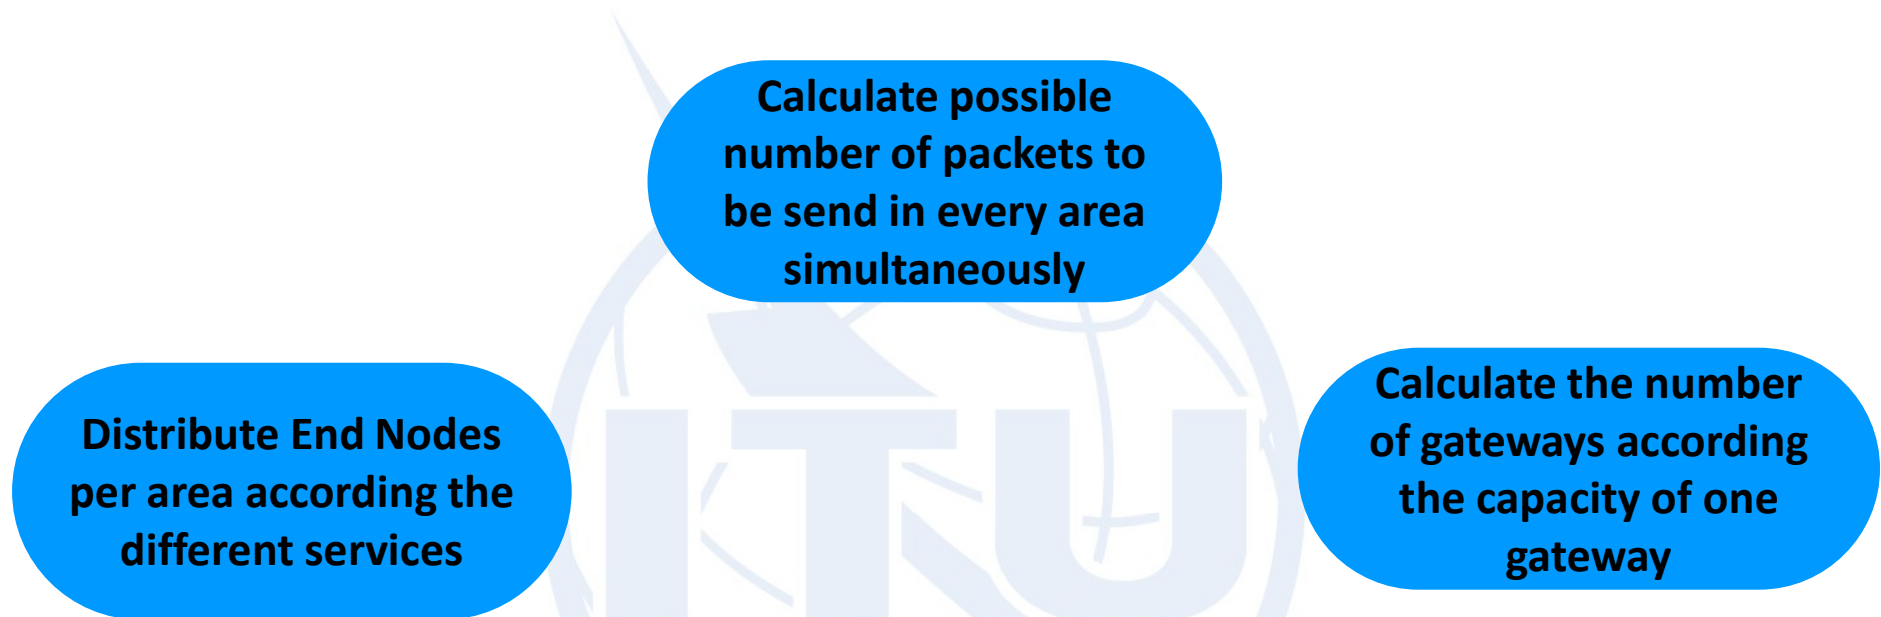 Calculate possible
number of packets to
be send in every area
simultaneously
Distribute End Nodes
per area according the
different services
Calculate the number
of gateways according
the capacity of one
gateway
ITU